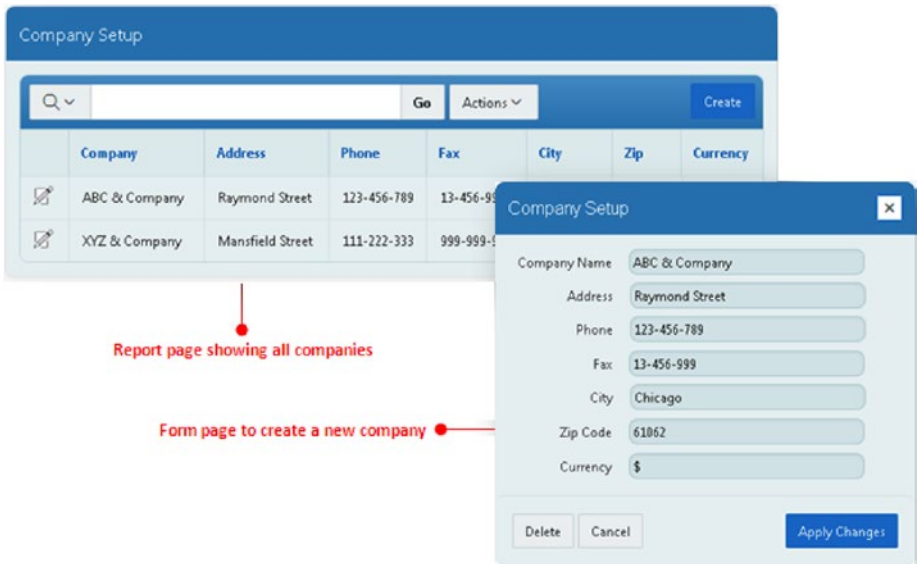 Company Setup
Go Actions Create
Company Address Phone Fax City Zip Currency
ABC & Company Raymond Street 123-456-789
XYZ & Company Mansfield Street 111-222-333
Report page showing all companies
Form page to create a new company
Company Setup
Company Name ABC & Company
Address Raymond Street
Phone 123-456-789
Fax 13-456-999
City Chicago
Zip Code 61062
Currency $
Delete Cancel Apply Changes